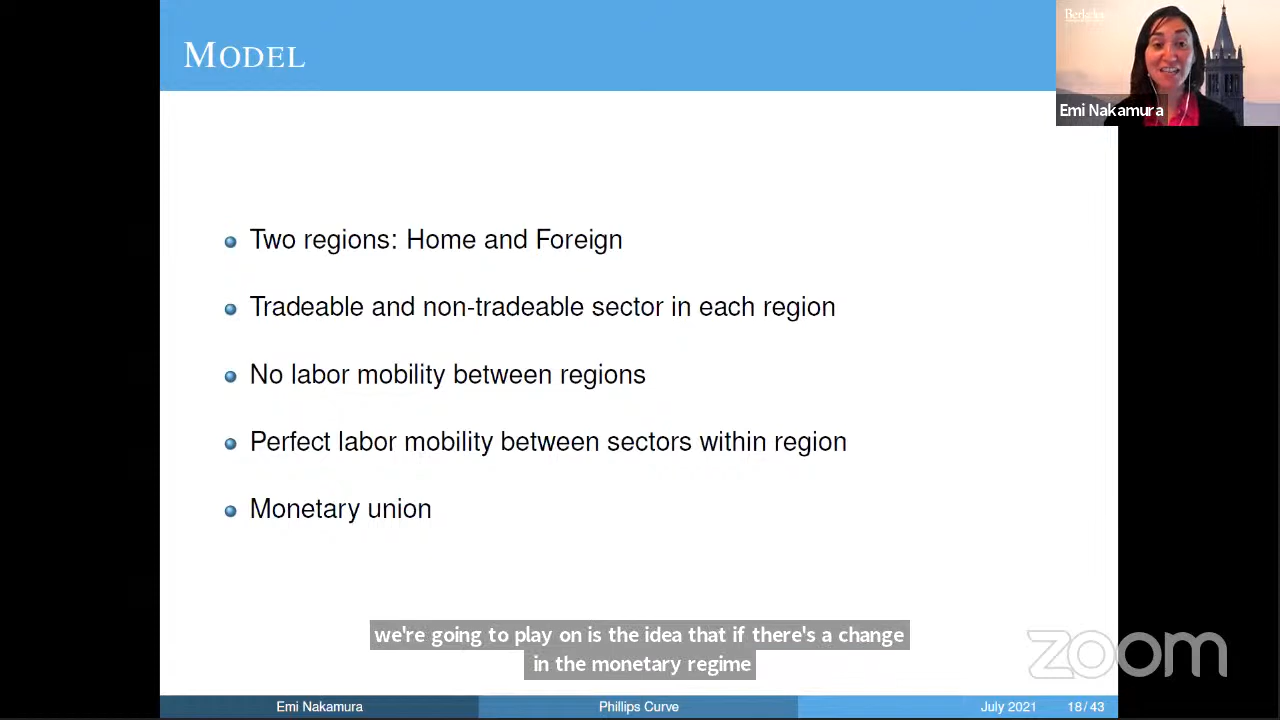 MODEL
Berkeley
Emi Nakamura
Two regions: Home and Foreign
Tradeable and non-tradeable sector in each region
No labor mobility between regions
Perfect labor mobility between sectors within region
Monetary union
we're going to play on is the idea that if there's a change
in the monetary regime
zoom
Emi Nakamura
Phillips Curve
July 2021
18/43